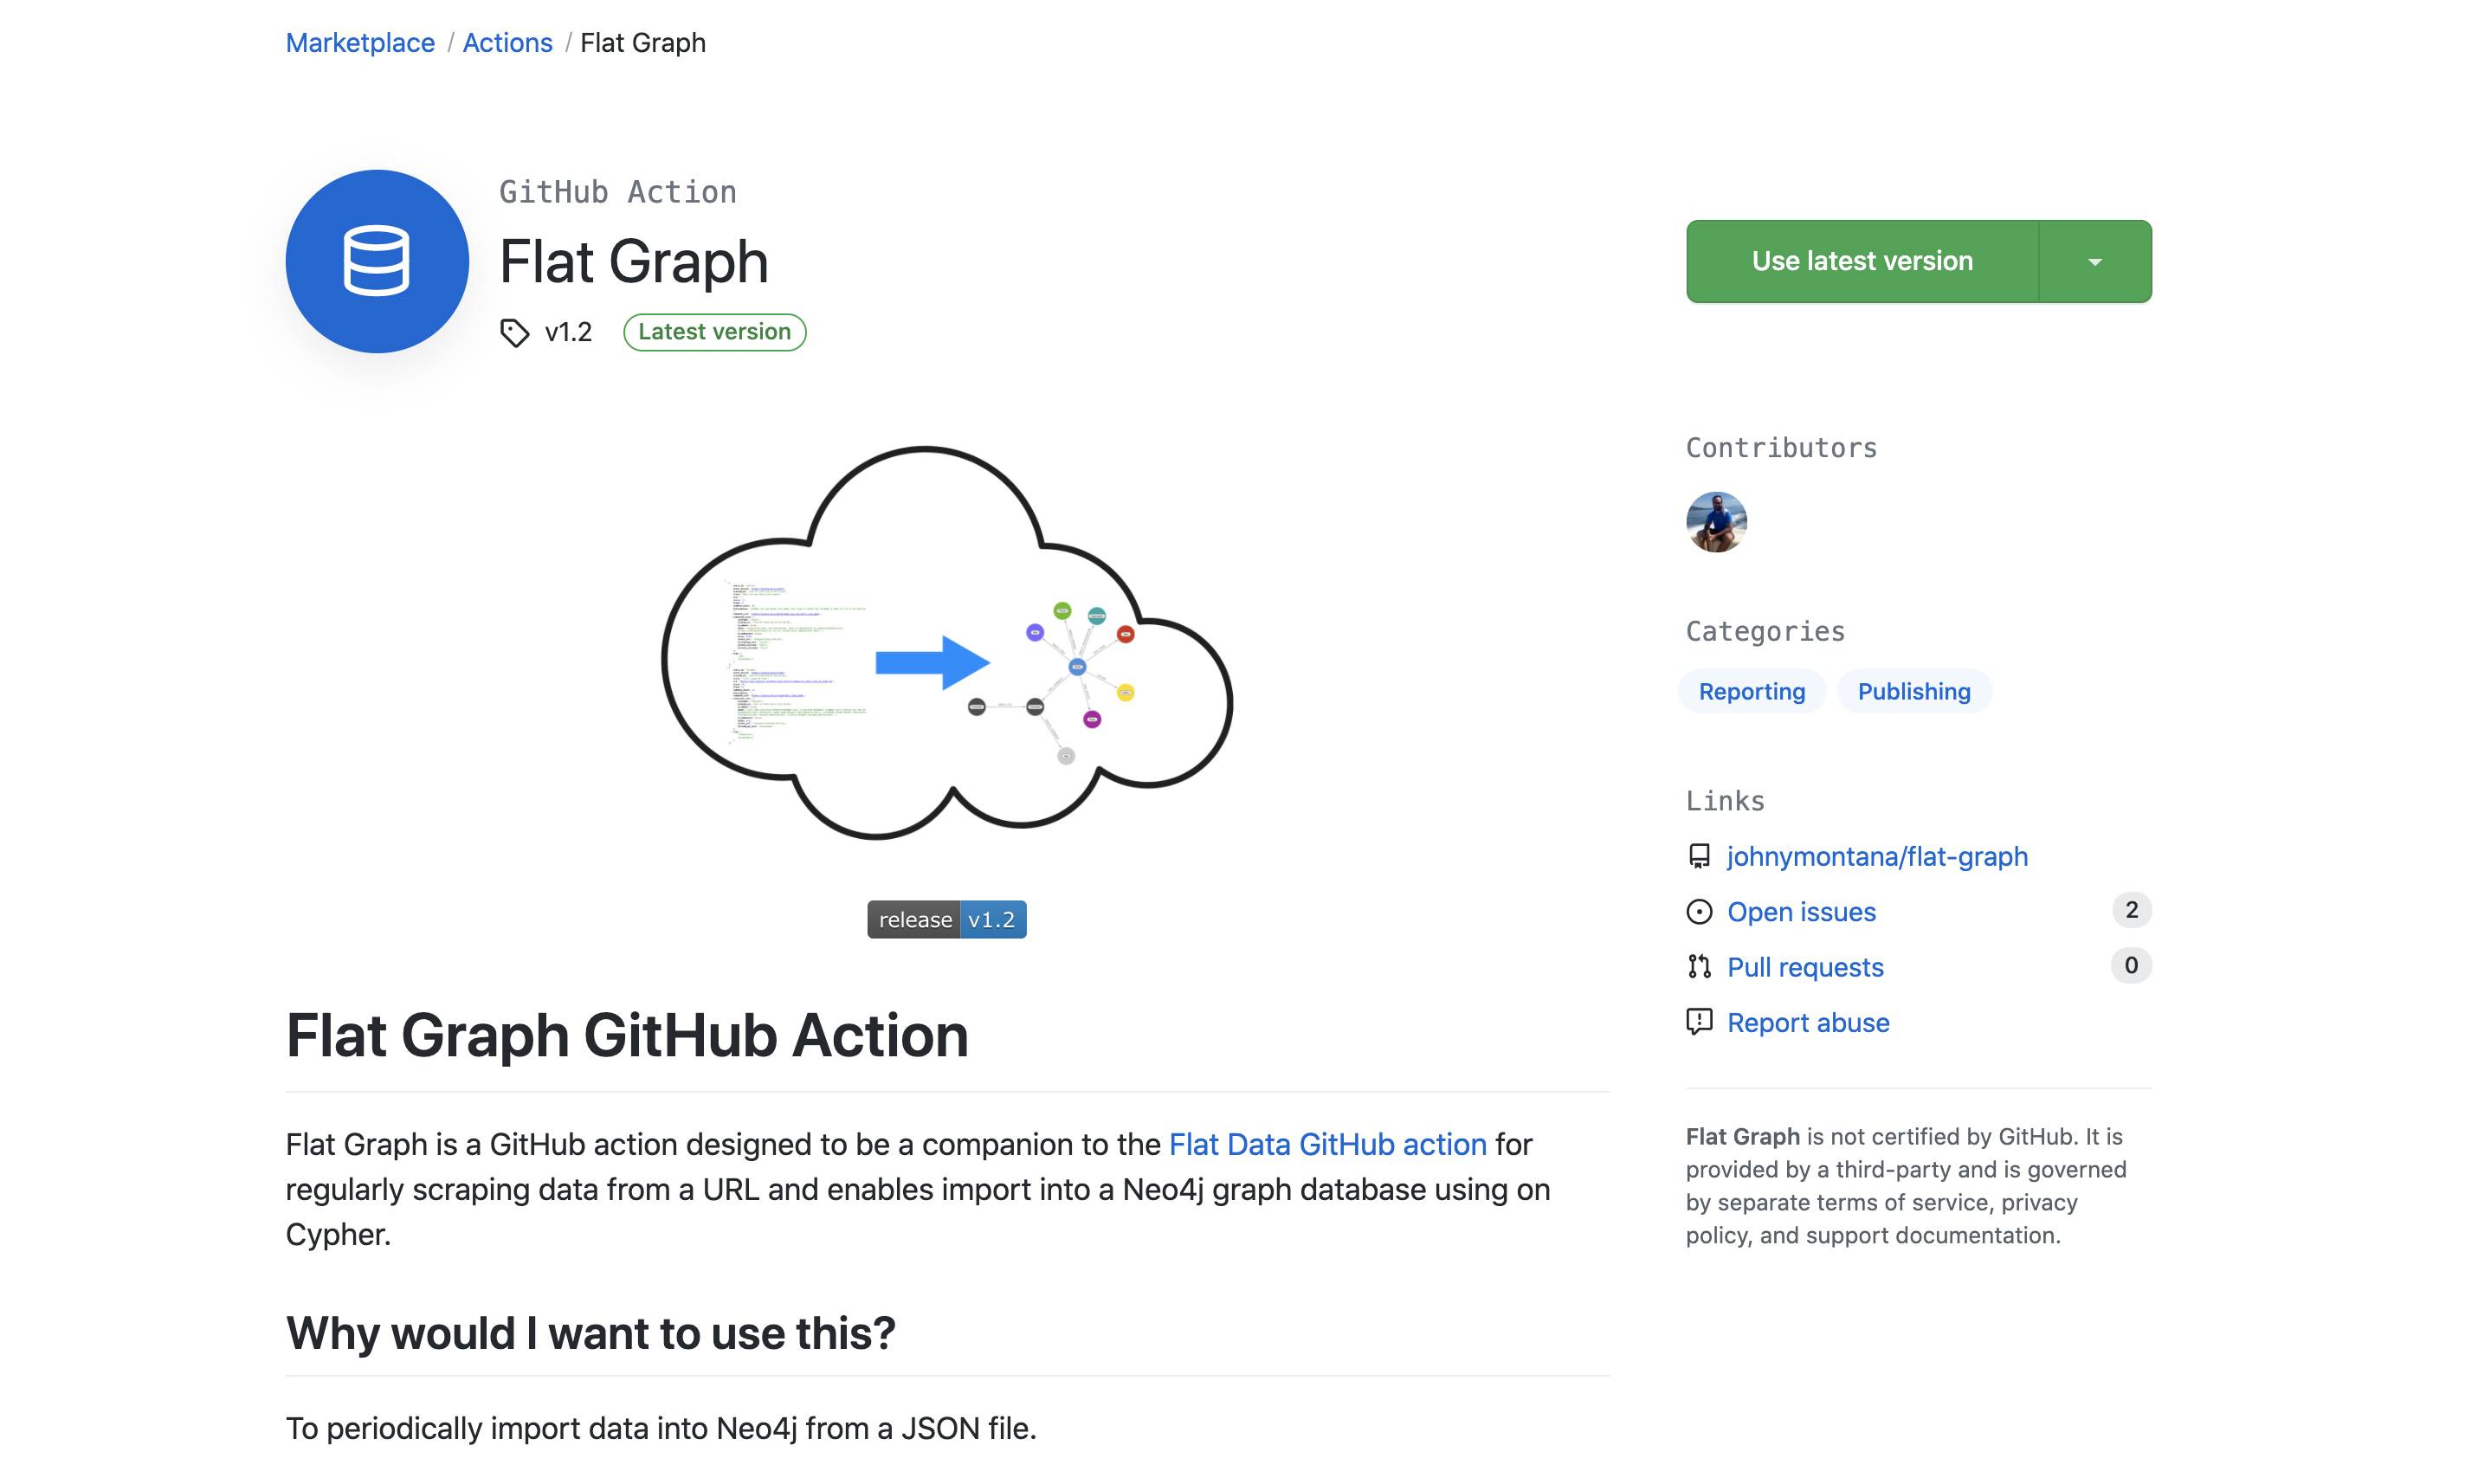 Marketplace / Actions / Flat Graph
GitHub Action
Flat Graph
v1.2 Latest version
Use latest version
release v1.2
Flat Graph GitHub Action
Flat Graph is a GitHub action designed to be a companion to the Flat Data GitHub action for
regularly scraping data from a URL and enables import into a Neo4j graph database using on
Cypher.
Why would I want to use this?
To periodically import data into Neo4j from a JSON file.
Contributors
Categories
Reporting Publishing
Links
johnymontana/flat-graph
Open issues 2
Pull requests 0
Report abuse
Flat Graph is not certified by GitHub. It is
provided by a third-party and is governed
by separate terms of service, privacy
policy, and support documentation.